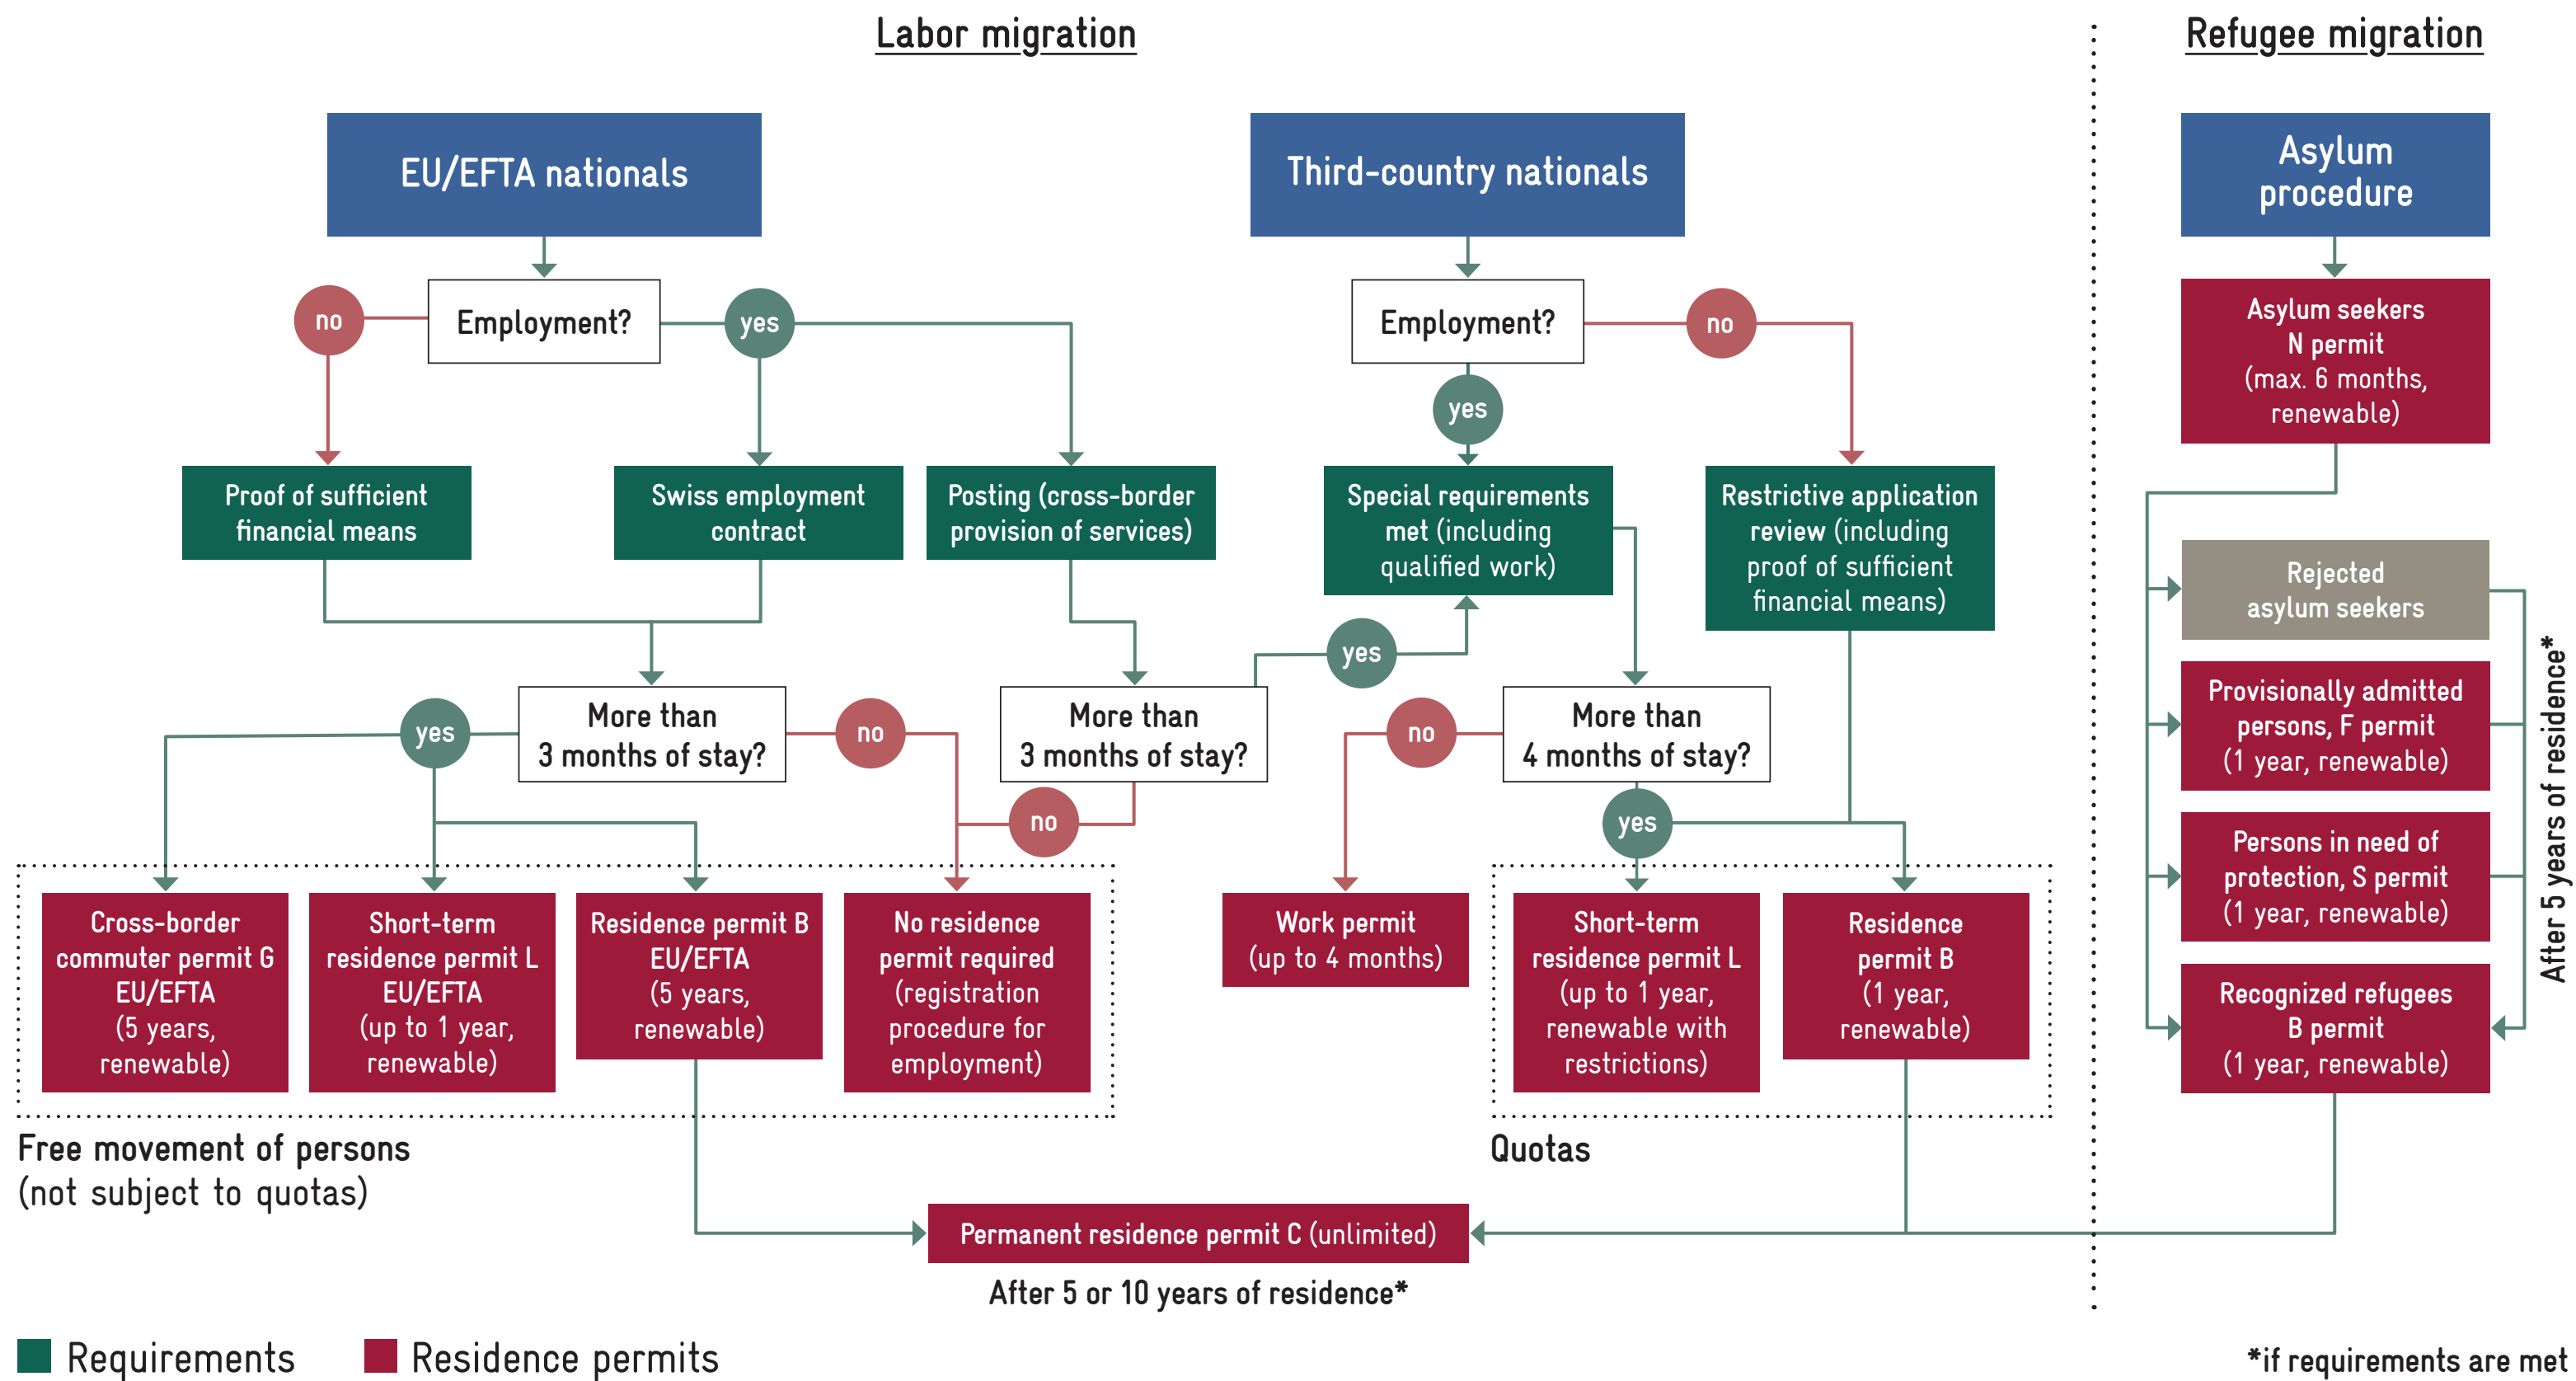 Labor migration
Refugee migration
EU/EFTA nationals
Third-country nationals
Asylum
procedure
Employment?
no
yes
Employment?
no
yes
Asylum seekers
N permit
(max. 6 months,
renewable)
Proof of sufficient
financial means
Swiss employment
contract
Posting (cross-border
provision of services)
Special requirements
met (including
qualified work)
Restrictive application
review (including
proof of sufficient
financial means)
Rejected
asylum seekers
yes
More than
3 months of stay?
yes
no
More than
3 months of stay?
no
More than
4 months of stay?
no
yes
Provisionally admitted
persons, F permit
(1 year, renewable)
Persons in need of
protection, S permit
(1 year, renewable)
Recognized refugees
B permit
(1 year, renewable)
After 5 years of residence*
Cross-border
commuter permit G
EU/EFTA
(5 years,
renewable)
Short-term
residence permit L
EU/EFTA
(up to 1 year,
renewable)
Residence permit B
EU/EFTA
(5 years,
renewable)
No residence
permit required
(registration
procedure for
employment)
Work permit
(up to 4 months)
Short-term
residence permit L
(up to 1 year,
renewable with
restrictions)
Residence
permit B
(1 year,
renewable)
Free movement of persons
(not subject to quotas)
Quotas
Permanent residence permit C (unlimited)
After 5 or 10 years of residence*
Requirements
Residence permits
*if requirements are met